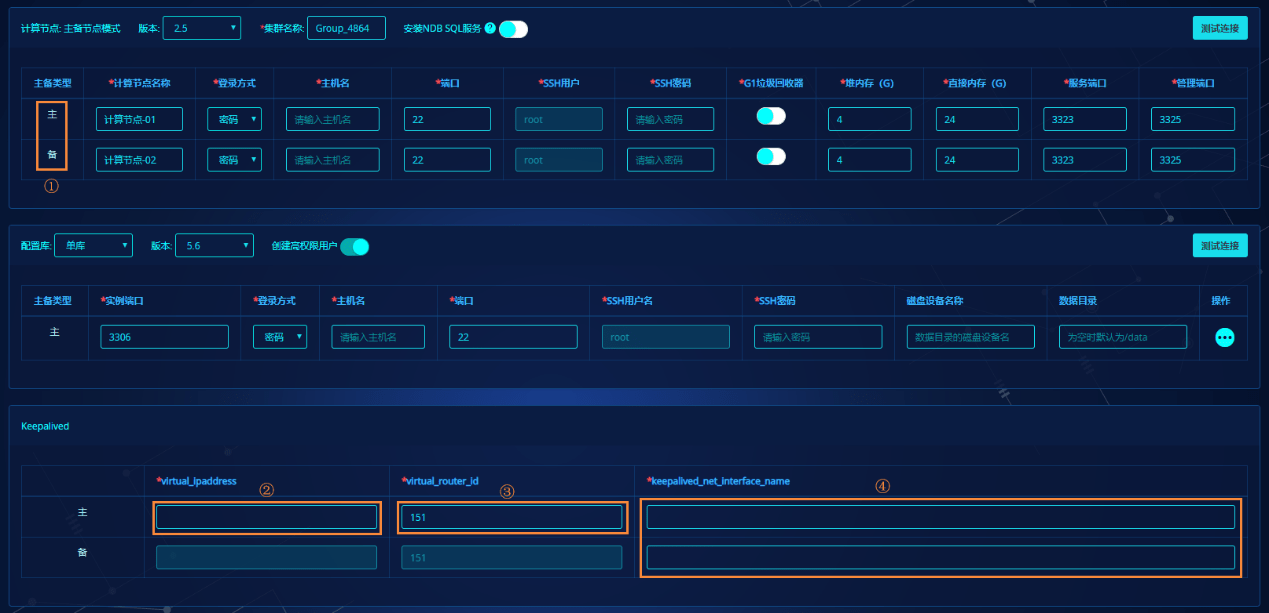 计算节点: 主备节点模式 版本: 2.5 *集群名称: Group_4864 安装NDB SQL服务 ? 测试连接
主备类型 *计算节点名称 *登录方式 *主机名 *端口 *SSH用户 *SSH密码 *G1垃圾回收器 *堆内存（G） *直接内存（G） *服务端口 *管理端口
主 计算节点-01 密码 请输入主机名 22 root 请输入密码 4 24 3323 3325
备 计算节点-02 密码 请输入主机名 22 root 请输入密码 4 24 3323 3325
①
配置库: 单库 版本: 5.6 创建高权限用户 测试连接
主备类型 *实例端口 *登录方式 *主机名 *端口 *SSH用户名 *SSH密码 磁盘设备名称 数据目录 操作
主 3306 密码 请输入主机名 22 root 请输入密码 数据目录的磁盘设备名 为空时默认为/data
Keepalived
*virtual_ipaddress ② *virtual_router_id ③ *keepalived_net_interface_name ④
主 151
备 151